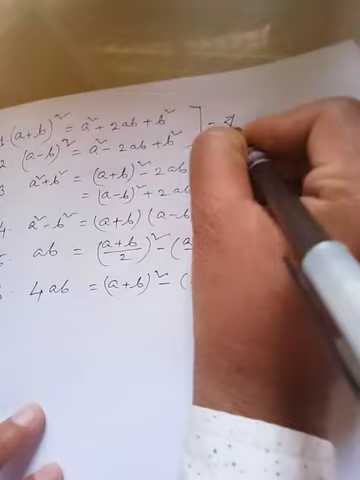 1. (a+b)² = a² + 2ab + b²
2. (a-b)² = a² - 2ab + b²
3 a² + b² = (a+b)² - 2ab
= (a-b)² + 2ab
4. a² - b² = (a+b) (a-b
5. ab = (a+b/2)² - (a
6. 4ab = (a+b)² - (